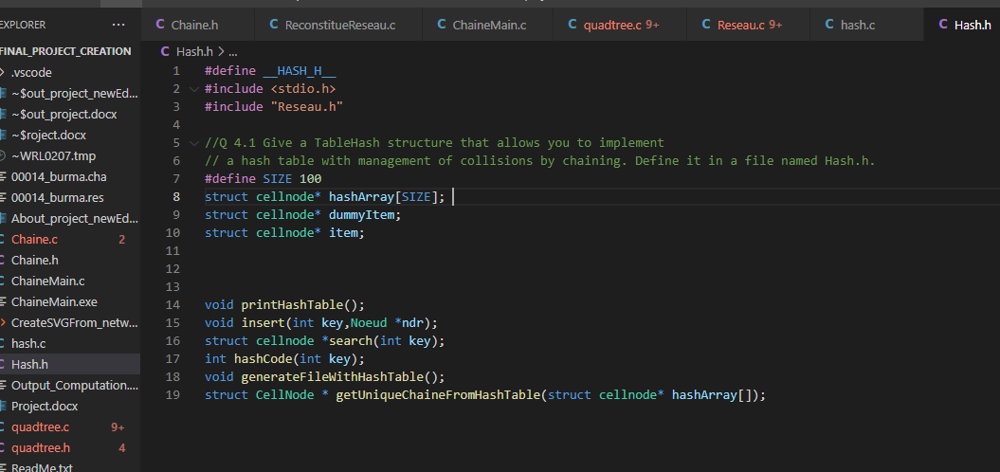 EXPLORER ...
Chaine.h ReconstitueReseau.c ChaineMain.c quadtree.c 9+ Reseau.c 9+ hash.c Hash.h
FINAL_PROJECT_CREATION
.vscode
~$out_project_newEd...
~$out_project.docx
~$roject.docx
~WRL0207.tmp
00014_burma.cha
00014_burma.res
About_project_newEd...
Chaine.c 2
Chaine.h
ChaineMain.c
ChaineMain.exe
CreateSVGFrom_netw...
hash.c
Hash.h
Output_Computation....
Project.docx
quadtree.c 9+
quadtree.h 4
ReadMe.txt
C Hash.h > ...
1 #define __HASH_H__
2 #include <stdio.h>
3 #include "Reseau.h"
4
5 //Q 4.1 Give a TableHash structure that allows you to implement
6 // a hash table with management of collisions by chaining. Define it in a file named Hash.h.
7 #define SIZE 100
8 struct cellnode* hashArray[SIZE];
9 struct cellnode* dummyItem;
10 struct cellnode* item;
11
12
13
14 void printHashTable();
15 void insert(int key,Noeud *ndr);
16 struct cellnode *search(int key);
17 int hashCode(int key);
18 void generateFileWithHashTable();
19 struct CellNode * getUniqueChaineFromHashTable(struct cellnode* hashArray[]);